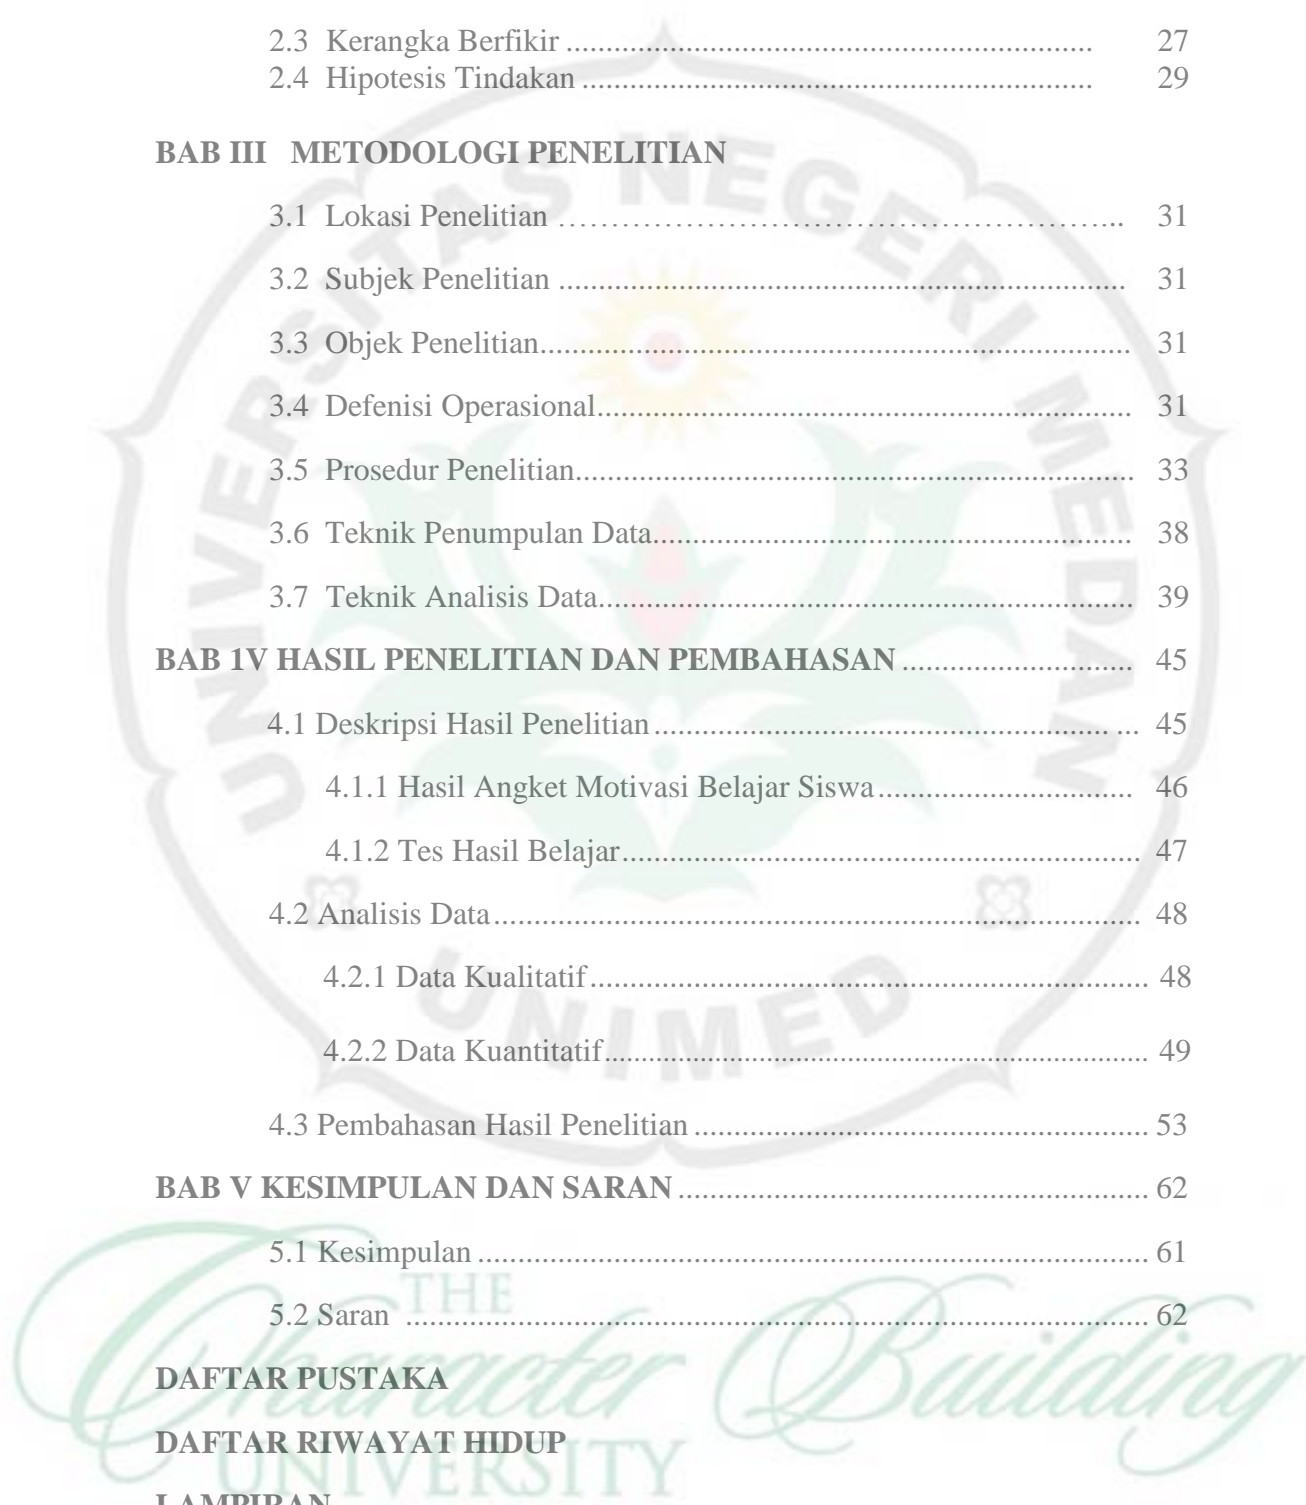 2.3 Kerangka Berfikir .................................................................. 27
2.4 Hipotesis Tindakan ................................................................ 29
BAB III METODOLOGI PENELITIAN
3.1 Lokasi Penelitian ……………………………………………….. 31
3.2 Subjek Penelitian ....................................................................... 31
3.3 Objek Penelitian.......................................................................... 31
3.4 Defenisi Operasional................................................................... 31
3.5 Prosedur Penelitian...................................................................... 33
3.6 Teknik Penumpulan Data............................................................ 38
3.7 Teknik Analisis Data................................................................... 39
BAB 1V HASIL PENELITIAN DAN PEMBAHASAN............................. 45
4.1 Deskripsi Hasil Penelitian......................................................... ... 45
4.1.1 Hasil Angket Motivasi Belajar Siswa................................ 46
4.1.2 Tes Hasil Belajar................................................................. 47
4.2 Analisis Data................................................................................. 48
4.2.1 Data Kualitatif...................................................................... 48
4.2.2 Data Kuantitatif.................................................................... 49
4.3 Pembahasan Hasil Penelitian......................................................... 53
BAB V KESIMPULAN DAN SARAN........................................................... 62
5.1 Kesimpulan.................................................................................... 61
5.2 Saran ............................................................................................. 62
DAFTAR PUSTAKA
DAFTAR RIWAYAT HIDUP
LAMPIRAN
UNIVERSITAS NEGERI MEDAN
UNIMED
THE
Character Building
UNIVERSITY